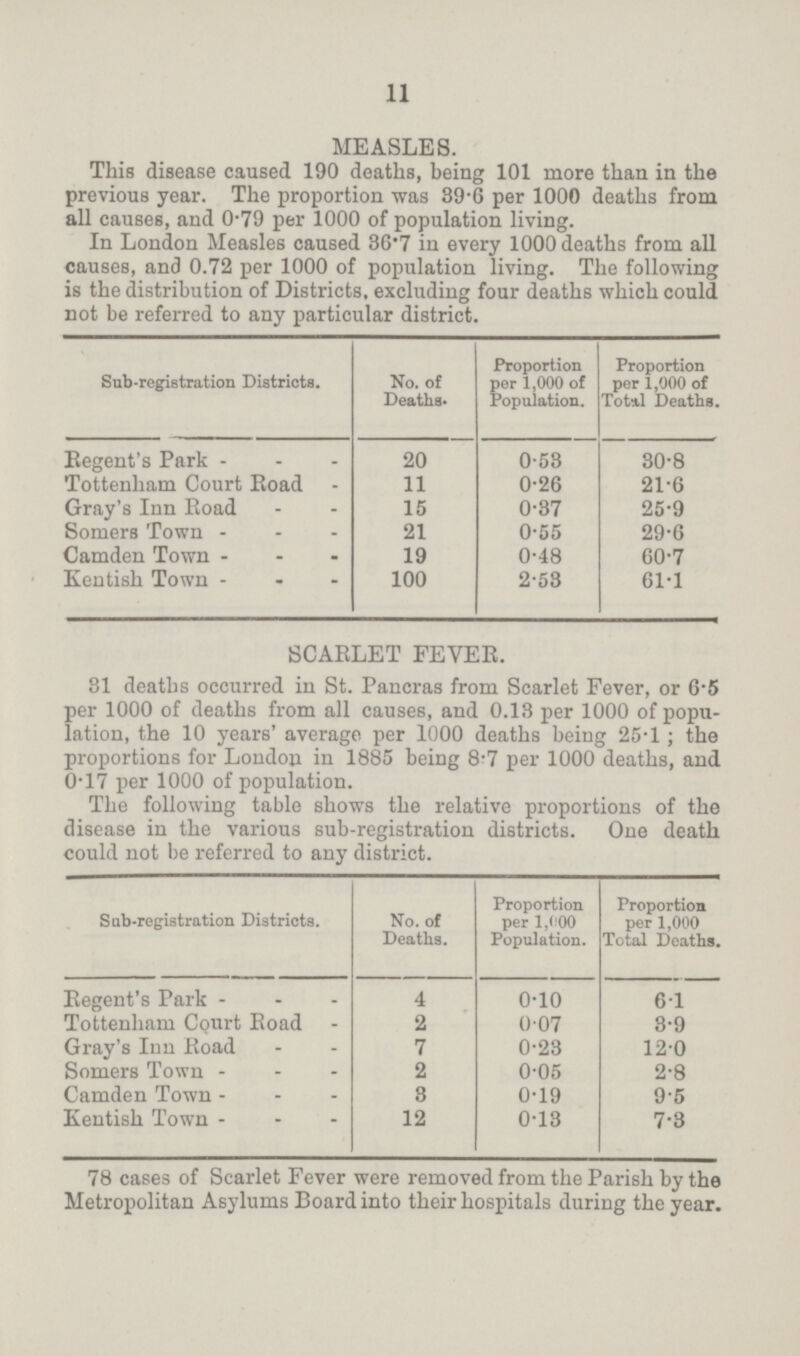 11
MEASLES.
This disease caused 190 deaths, being 101 more than in the
previous year. The proportion was 39·6 per 1000 deaths from
all causes, and 0·79 per 1000 of population living.
In London Measles caused 36·7 in every 1000 deaths from all
causes, and 0.72 per 1000 of population living. The following
is the distribution of Districts, excluding four deaths which could
not be referred to any particular district.
Sub-registration Districts. No. of Deaths. Proportion per 1,000 of Population. Proportion per 1,000 of Total Deaths.
Regent's Park - - - 20 0·53 30·8
Tottenham Court Road - 11 0·26 21·6
Gray's Inn Road - - 15 0·37 25·9
Somers Town - - - 21 0·55 29·6
Camden Town - - - 19 0·48 60·7
Kentish Town - - - 100 2·53 61·1
SCARLET FEVER.
31 deaths occurred in St. Pancras from Scarlet Fever, or 6·5
per 1000 of deaths from all causes, and 0.13 per 1000 of popu-
lation, the 10 years' average per 1000 deaths being 25·1 ; the
proportions for London in 1885 being 8·7 per 1000 deaths, and
0·17 per 1000 of population.
The following table shows the relative proportions of the
disease in the various sub-registration districts. One death
could not be referred to any district.
Sub-registration Districts. No. of Deaths. Proportion per 1,000 Population. Proportion per 1,000 Total Deaths.
Regent's Park - - - 4 0·10 6·1
Tottenham Court Road - 2 0·07 3·9
Gray's Inn Road - - 7 0·23 12·0
Somers Town - - - 2 0·05 2·8
Camden Town - - - 3 0·19 9·5
Kentish Town - - - 12 0·13 7·3
78 cases of Scarlet Fever were removed from the Parish by the
Metropolitan Asylums Board into their hospitals during the year.